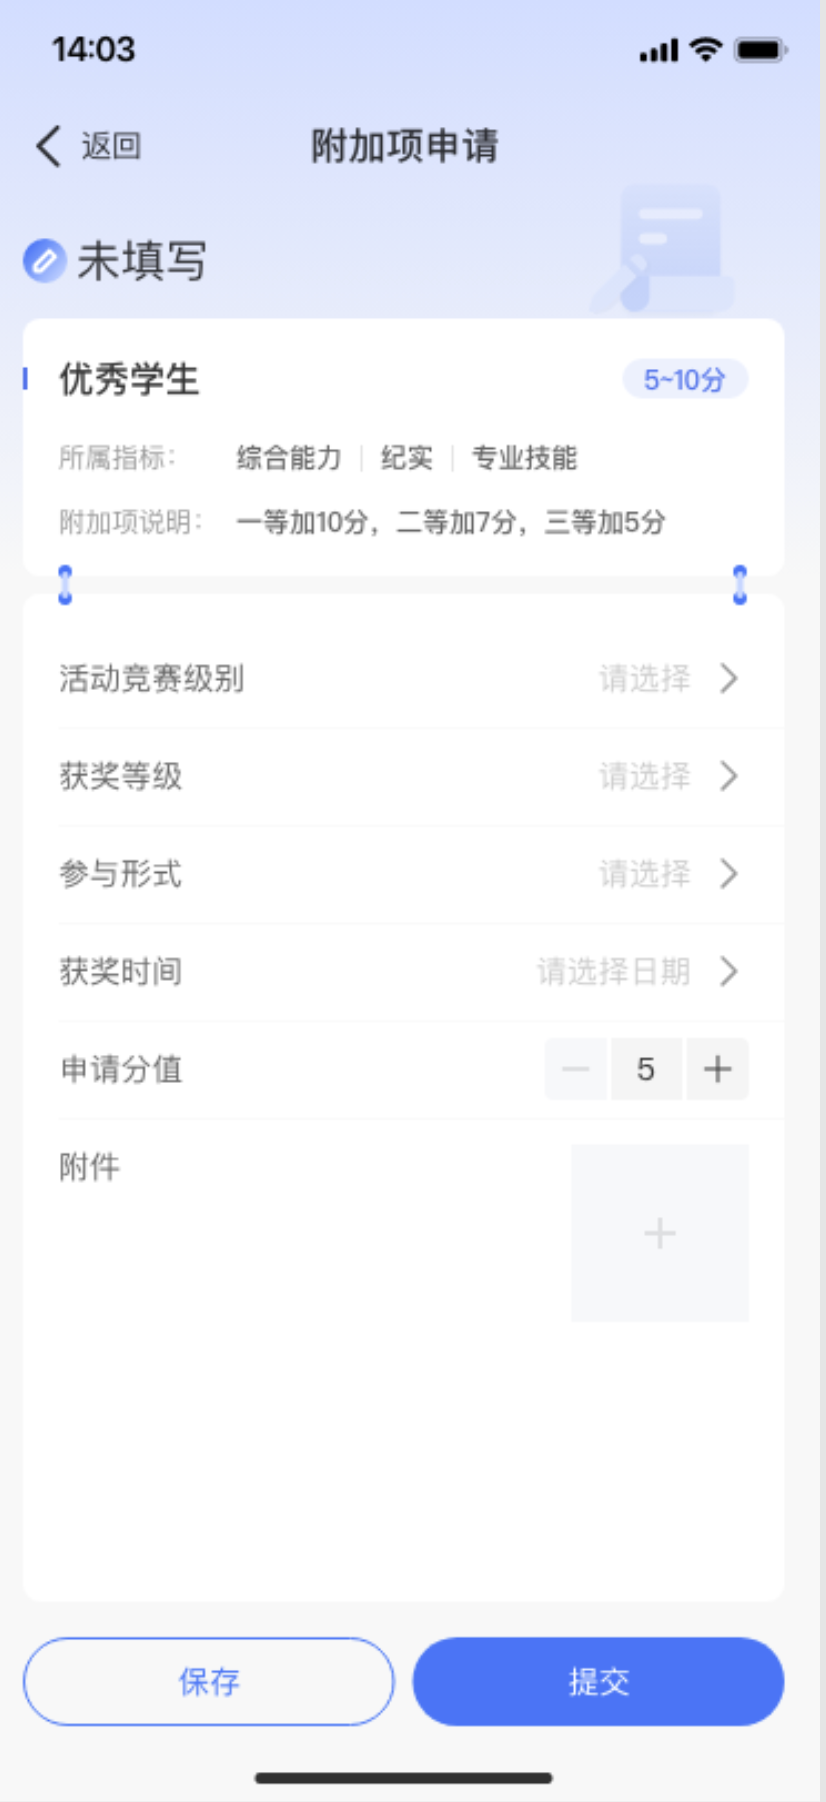 14:03
返回 附加项申请
未填写
优秀学生 5~10分
所属指标: 综合能力 纪实 专业技能
附加项说明: 一等加10分，二等加7分，三等加5分
活动竞赛级别 请选择
获奖等级 请选择
参与形式 请选择
获奖时间 请选择日期
申请分值 — 5 +
附件 +
保存 提交